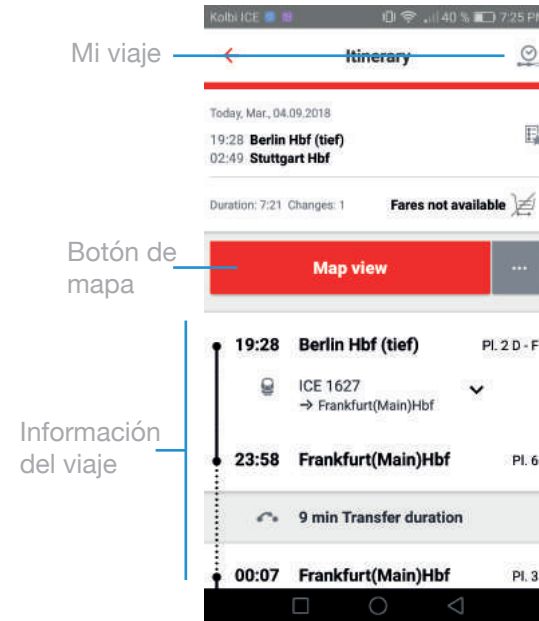 Kolbi ICE 40 % 7:25 PM
Mi viaje
Itinerary
Today, Mar., 04.09.2018
19:28 Berlin Hbf (tief)
02:49 Stuttgart Hbf
Duration: 7:21 Changes: 1 Fares not available
Botón de
mapa
Map view
...
19:28 Berlin Hbf (tief) Pl. 2 D - F
ICE 1627
→ Frankfurt(Main)Hbf
Información
del viaje
23:58 Frankfurt(Main)Hbf Pl. 6
9 min Transfer duration
00:07 Frankfurt(Main)Hbf Pl. 3